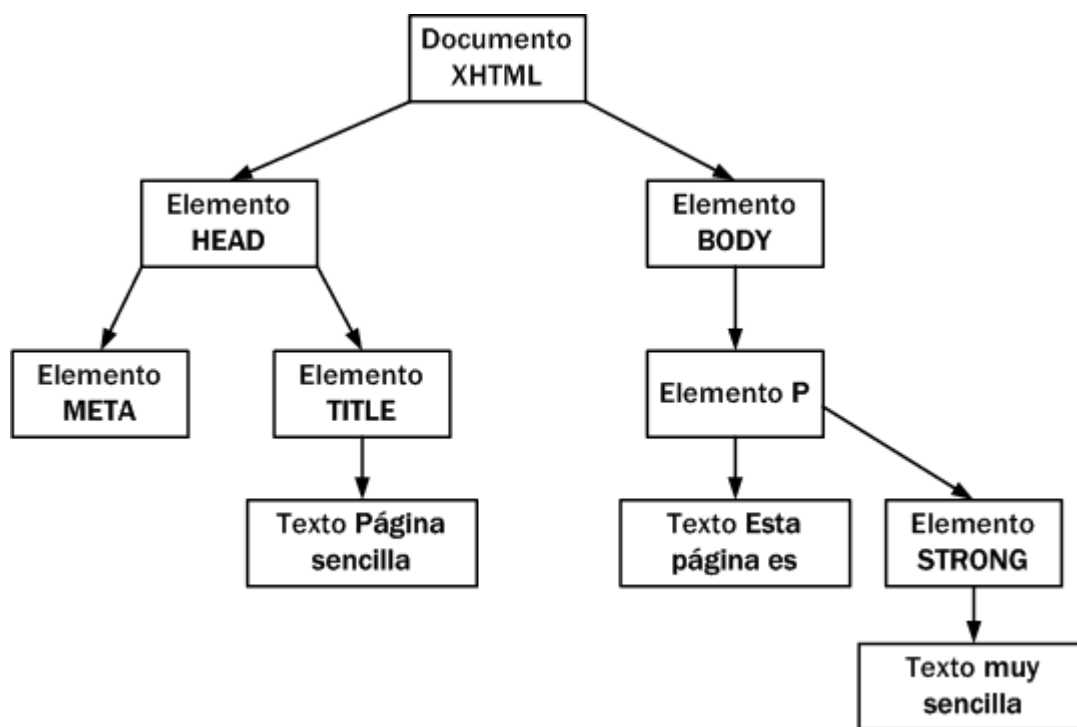 Documento
XHTML
Elemento
HEAD
Elemento
BODY
Elemento
META
Elemento
TITLE
Elemento P
Texto Página
sencilla
Texto Esta
página es
Elemento
STRONG
Texto muy
sencilla